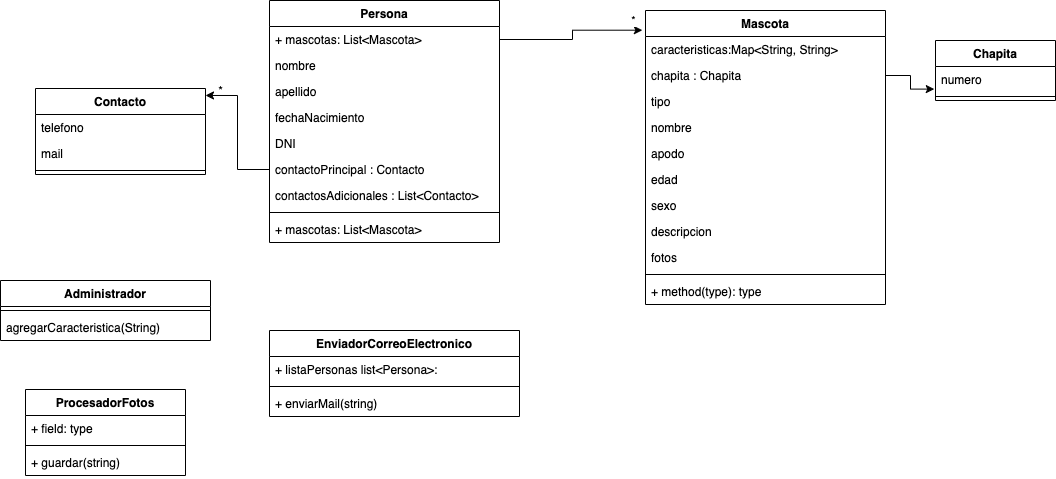 Persona
+ mascotas: List<Mascota>
nombre
apellido
fechaNacimiento
DNI
contactoPrincipal : Contacto
contactosAdicionales : List<Contacto>
+ mascotas: List<Mascota>
*
Mascota
caracteristicas:Map<String, String>
chapita : Chapita
tipo
nombre
apodo
edad
sexo
descripcion
fotos
+ method(type): type
Chapita
numero
*
Contacto
telefono
mail
Administrador
agregarCaracteristica(String)
EnviadorCorreoElectronico
+ listaPersonas list<Persona>:
+ enviarMail(string)
ProcesadorFotos
+ field: type
+ guardar(string)